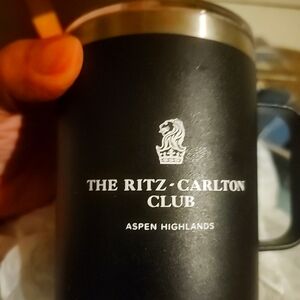 THE RITZ-CARLTON
CLUB
ASPEN HIGHLANDS